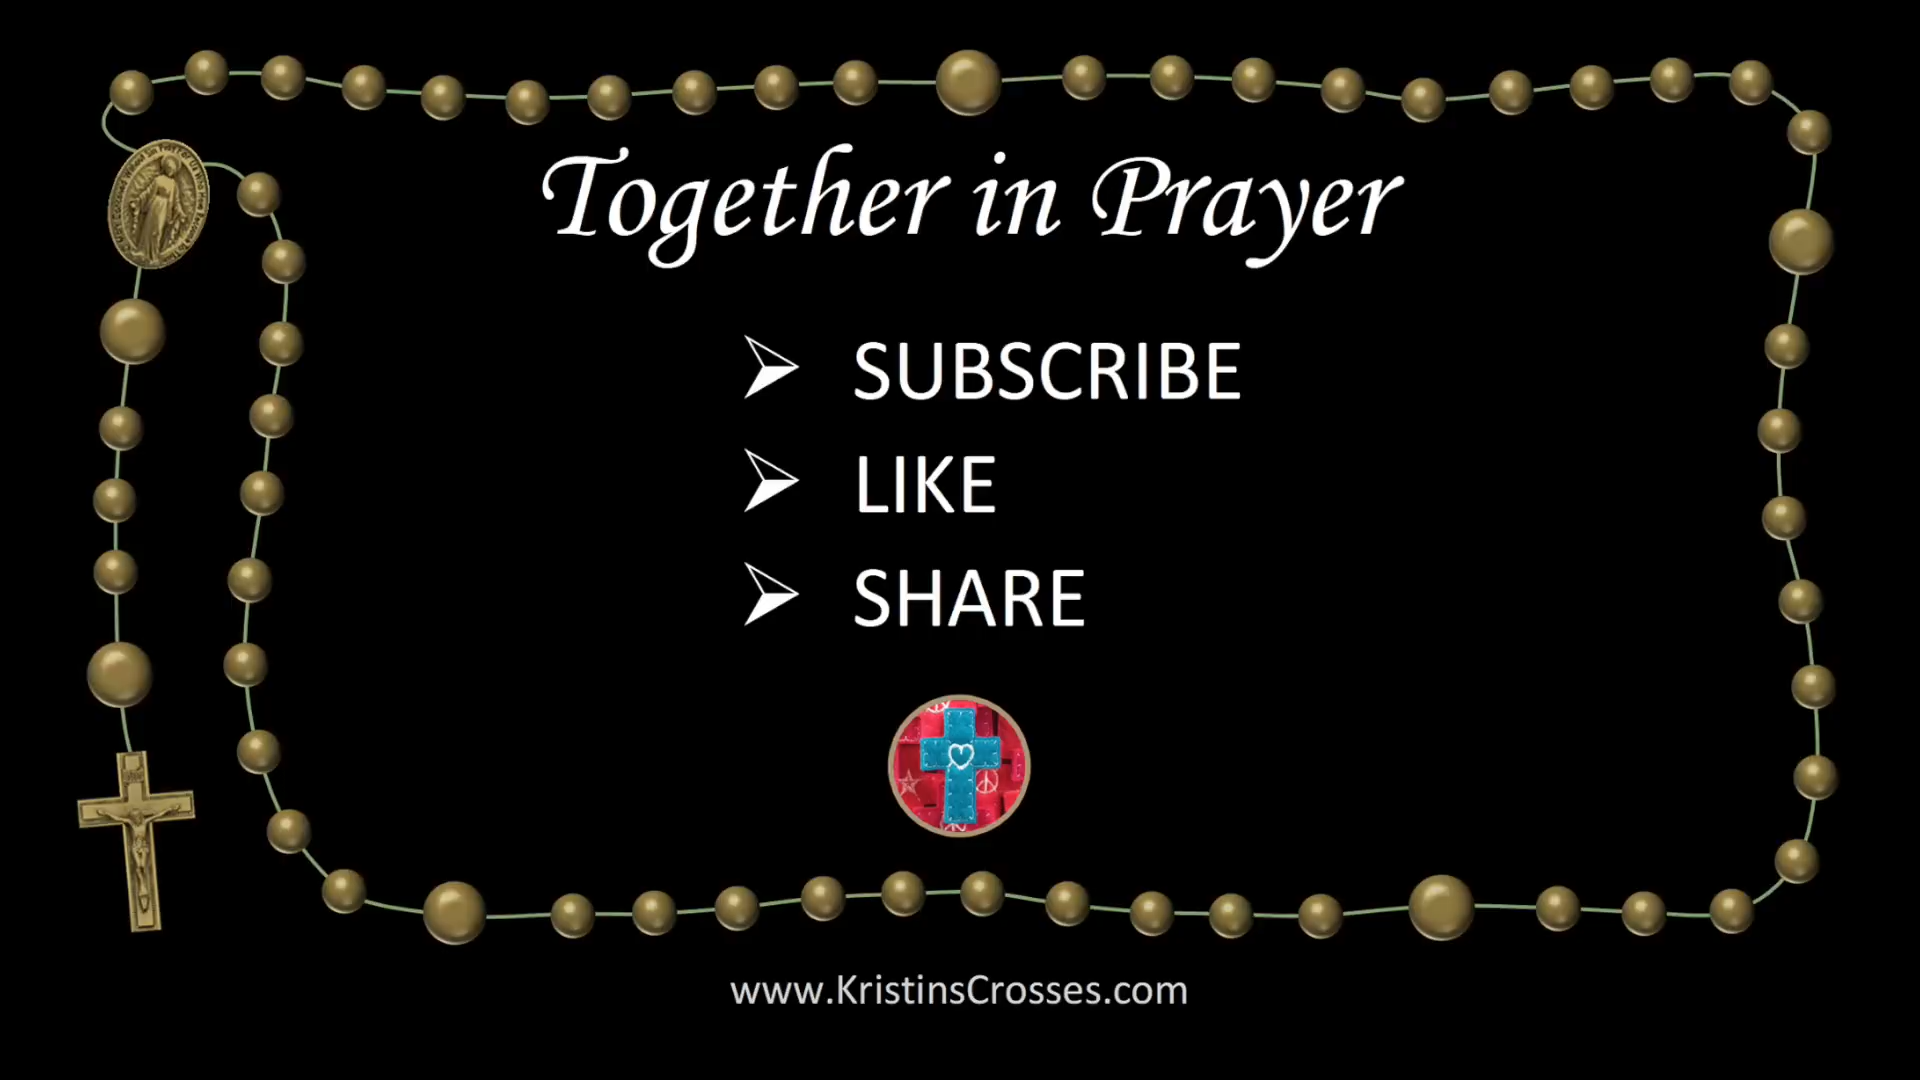 Together in Prayer
SUBSCRIBE
LIKE
SHARE
www.KristinsCrosses.com